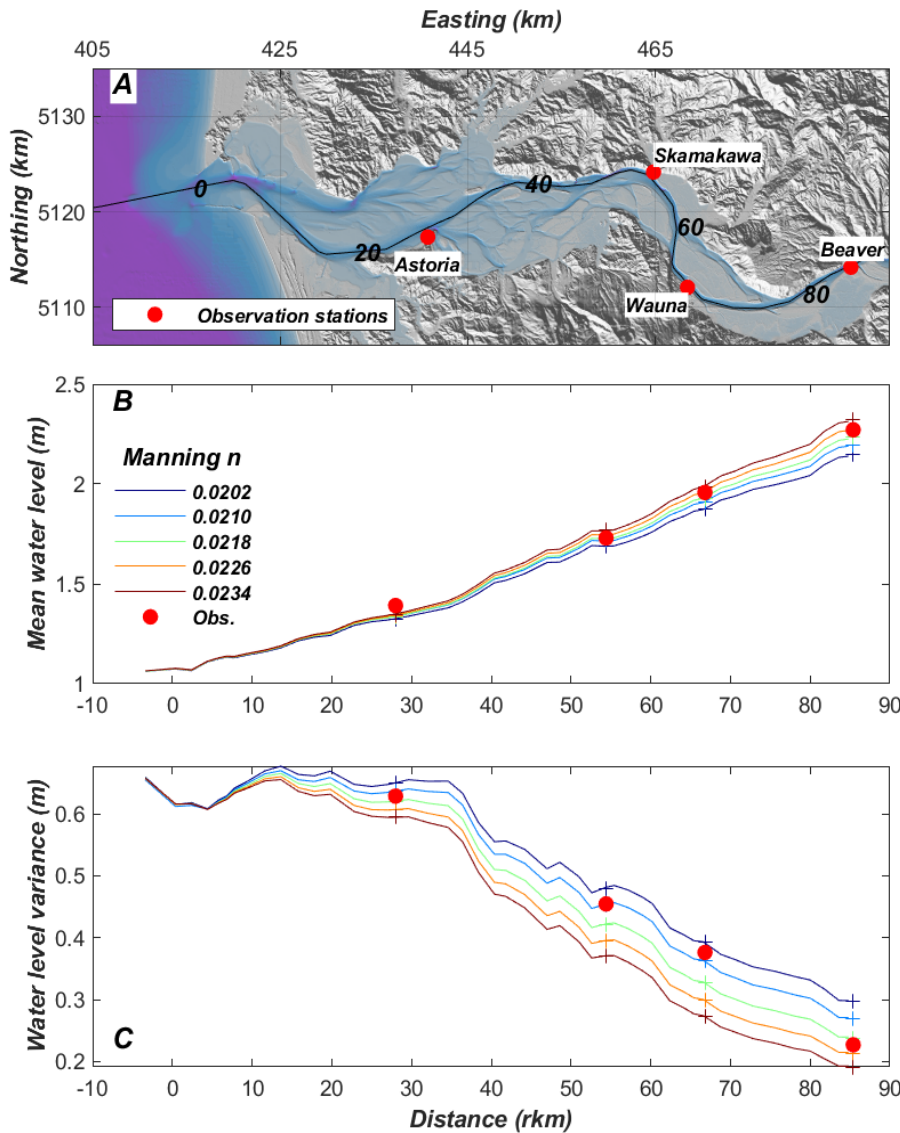 Easting (km)
405 425 445 465
A
5130
5120
5110
Northing (km)
0
20
40
60
80
Skamakawa
Astoria
Wauna
Beaver
Observation stations
B
2.5
2
1.5
1
Mean water level (m)
Manning n
0.0202
0.0210
0.0218
0.0226
0.0234
Obs.
-10 0 10 20 30 40 50 60 70 80 90
0.6
0.5
0.4
0.3
0.2
Water level variance (m)
C
-10 0 10 20 30 40 50 60 70 80 90
Distance (rkm)